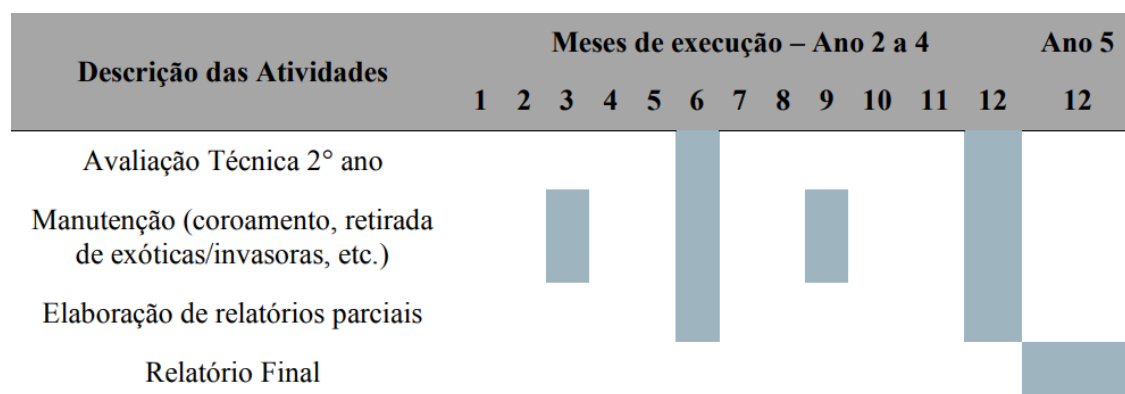 Descrição das Atividades
Meses de execução – Ano 2 a 4
Ano 5
1 2 3 4 5 6 7 8 9 10 11 12 12
Avaliação Técnica 2° ano
Manutenção (coroamento, retirada
de exóticas/invasoras, etc.)
Elaboração de relatórios parciais
Relatório Final